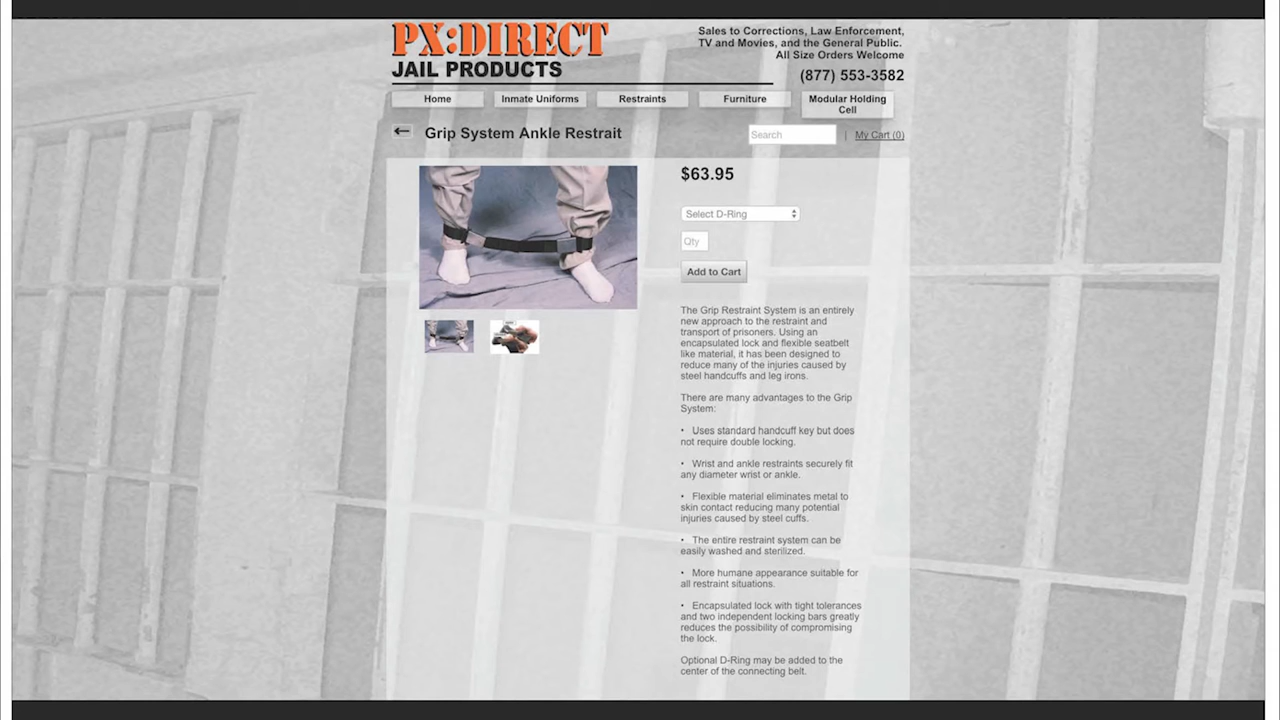 PX:DIRECT
JAIL PRODUCTS
Sales to Corrections, Law Enforcement,
TV and Movies, and the General Public.
All Size Orders Welcome
(877) 553-3582
Home
Inmate Uniforms
Restraints
Furniture
Modular Holding
Cell
Grip System Ankle Restrait
Search
|
My Cart (0)
$63.95
Select D-Ring
Qty
Add to Cart
The Grip Restraint System is an entirely
new approach to the restraint and
transport of prisoners. Using an
encapsulated lock and flexible seatbelt
like material, it has been designed to
reduce many of the injuries caused by
steel handcuffs and leg irons.
There are many advantages to the Grip
System:
• Uses standard handcuff key but does
not require double locking.
• Wrist and ankle restraints securely fit
any diameter wrist or ankle.
• Flexible material eliminates metal to
skin contact reducing many potential
injuries caused by steel cuffs.
• The entire restraint system can be
easily washed and sterilized.
• More humane appearance suitable for
all restraint situations.
• Encapsulated lock with tight tolerances
and two independent locking bars greatly
reduces the possibility of compromising
the lock.
Optional D-Ring may be added to the
center of the connecting belt.